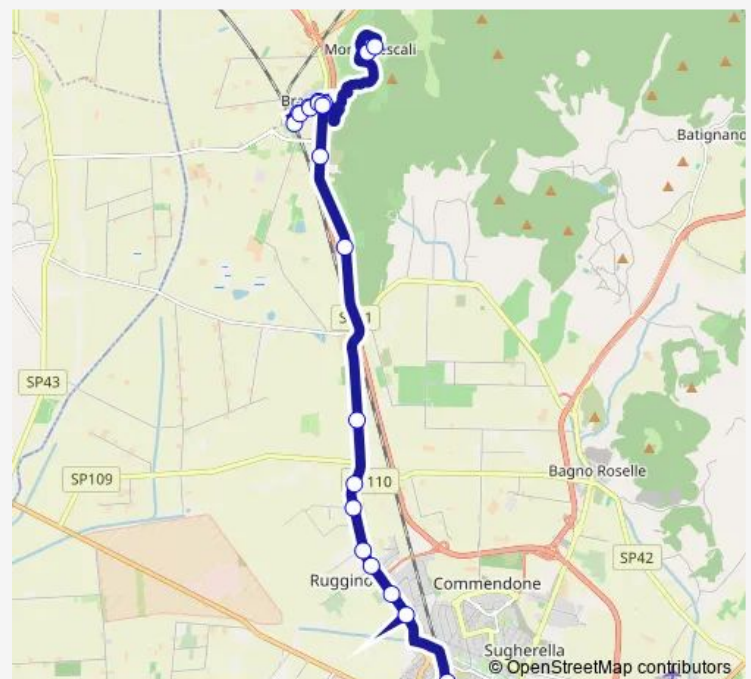 Batignano
SP43
Bagno Roselle
SP109
110
SP42
Ruggino
Commendone
Sugherella
© OpenStreetMap contributors